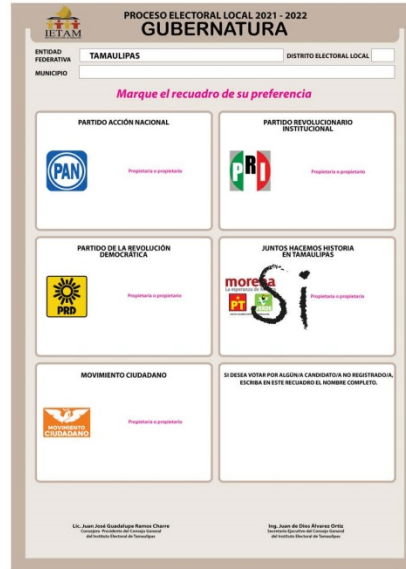 IETAM
PROCESO ELECTORAL LOCAL 2021 - 2022
GUBERNATURA
ENTIDAD
FEDERATIVA
TAMAULIPAS
DISTRITO ELECTORAL LOCAL
MUNICIPIO
Marque el recuadro de su preferencia
PARTIDO ACCIÓN NACIONAL
PAN
Propietaria o propietario
PARTIDO REVOLUCIONARIO
INSTITUCIONAL
PRI
Propietaria o propietario
PARTIDO DE LA REVOLUCIÓN
DEMOCRÁTICA
PRD
Propietaria o propietario
JUNTOS HACEMOS HISTORIA
EN TAMAULIPAS
morena
La esperanza de
PT
Si
Propietaria o propietario
MOVIMIENTO CIUDADANO
MOVIMIENTO
CIUDADANO
Propietaria o propietario
SI DESEA VOTAR POR ALGÚN/A CANDIDATO/A NO REGISTRADO/A,
ESCRIBA EN ESTE RECUADRO EL NOMBRE COMPLETO.
Lic. Juan José Guadalupe Ramos Charre
Consejero Presidente del Consejo General
del Instituto Electoral de Tamaulipas
Ing. Juan de Dios Álvarez Ortiz
Secretario Ejecutivo del Consejo General
del Instituto Electoral de Tamaulipas